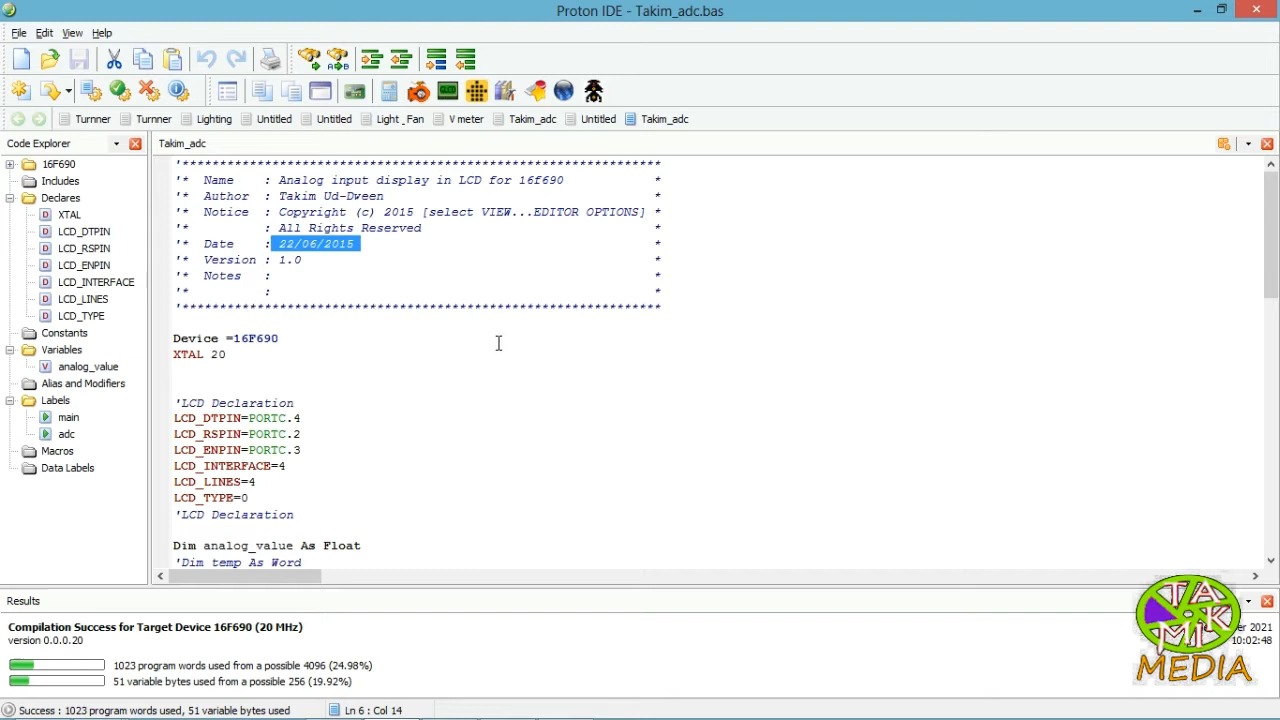 Proton IDE - Takim_adc.bas
File Edit View Help
Turnner Turnner Lighting Untitled Untitled Light_Fan V meter Takim_adc Untitled Takim_adc
Code Explorer
Takim_adc
16F690
Includes
Declares
XTAL
LCD_DTPIN
LCD_RSPIN
LCD_ENPIN
LCD_INTERFACE
LCD_LINES
LCD_TYPE
Constants
Variables
analog_value
Alias and Modifiers
Labels
main
adc
Macros
Data Labels
'****************************************************************
'* Name : Analog input display in LCD for 16f690 *
'* Author : Takim Ud-Dween *
'* Notice : Copyright (c) 2015 [select VIEW...EDITOR OPTIONS] *
'* : All Rights Reserved *
'* Date : 22/06/2015 *
'* Version : 1.0 *
'* Notes : *
'* : *
'****************************************************************
Device =16F690
XTAL 20
'LCD Declaration
LCD_DTPIN=PORTC.4
LCD_RSPIN=PORTC.2
LCD_ENPIN=PORTC.3
LCD_INTERFACE=4
LCD_LINES=4
LCD_TYPE=0
'LCD Declaration
Dim analog_value As Float
'Dim temp As Word
Results
Compilation Success for Target Device 16F690 (20 MHz)
version 0.0.0.20
2021
10:02:48
1023 program words used from a possible 4096 (24.98%)
51 variable bytes used from a possible 256 (19.92%)
TAKIM
MEDIA
Success : 1023 program words used, 51 variable bytes used
Ln 6 : Col 14